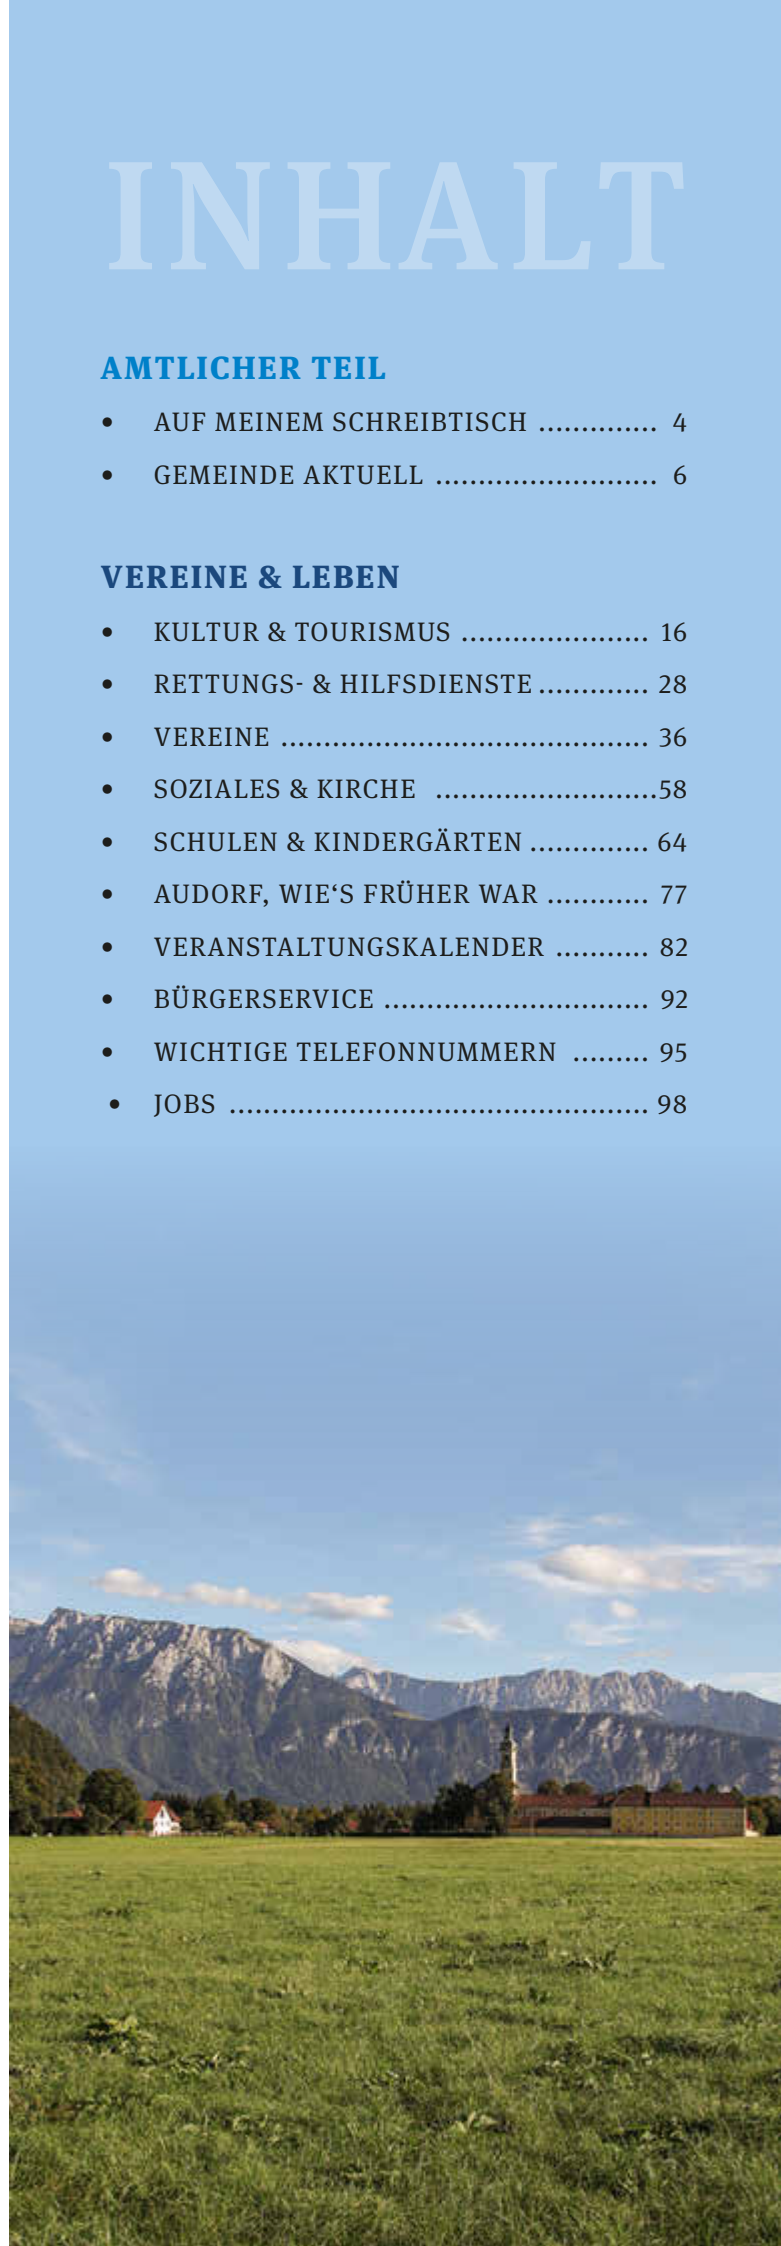 INHALT
AMTLICHER TEIL
• AUF MEINEM SCHREIBTISCH .............. 4
• GEMEINDE AKTUELL .......................... 6
VEREINE & LEBEN
• KULTUR & TOURISMUS ...................... 16
• RETTUNGS- & HILFSDIENSTE ............. 28
• VEREINE ........................................... 36
• SOZIALES & KIRCHE ..........................58
• SCHULEN & KINDERGÄRTEN .............. 64
• AUDORF, WIE‘S FRÜHER WAR ............ 77
• VERANSTALTUNGSKALENDER ........... 82
• BÜRGERSERVICE ............................... 92
• WICHTIGE TELEFONNUMMERN ......... 95
• JOBS ................................................. 98